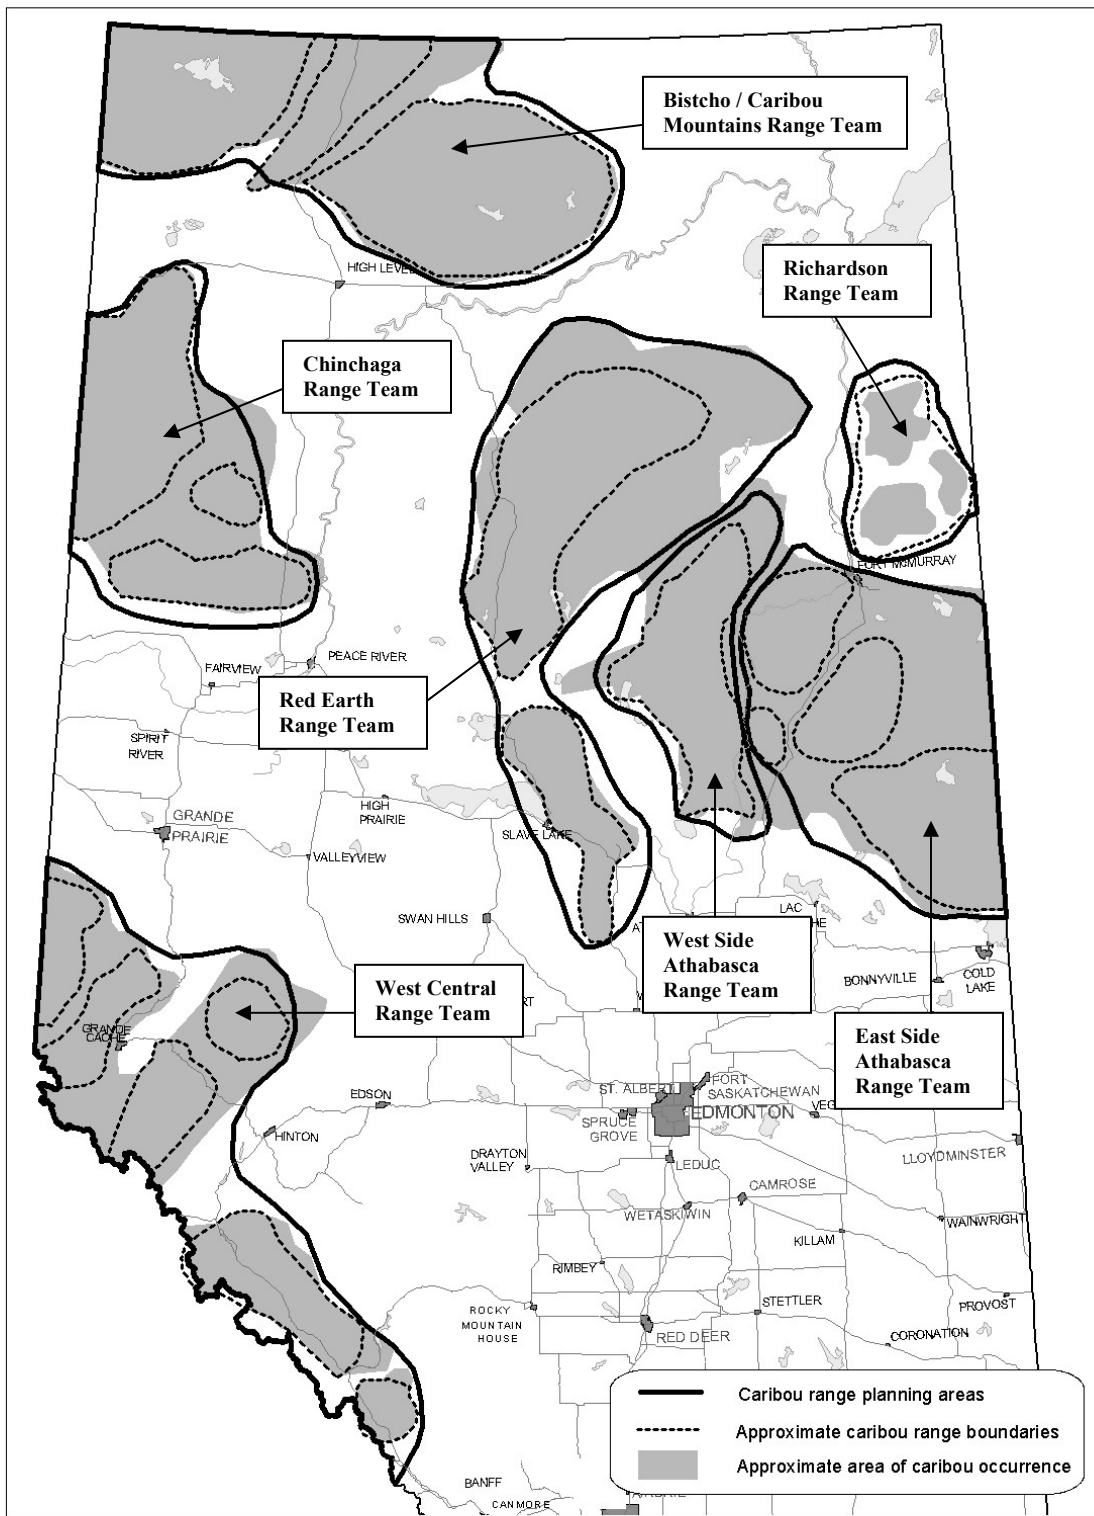 Bistcho / Caribou
Mountains Range Team
Richardson
Range Team
HIGH LEVEL
Chinchaga
Range Team
FORT McMURRAY
PEACE RIVER
FAIRVIEW
Red Earth
Range Team
SPIRIT
RIVER
HIGH
PRAIRIE
GRANDE
PRAIRIE
SLAVE LAKE
VALLEYVIEW
SWAN HILLS
LAC
West Side
Athabasca
Range Team
BONNYVILLE
COLD
LAKE
West Central
Range Team
GRANDE
CACHE
East Side
Athabasca
Range Team
EDSON
ST. ALBERT
FORT
SASKATCHEWAN
SPRUCE
GROVE
EDMONTON
VEG
HINTON
DRAYTON
VALLEY
LEDUC
LLOYDMINSTER
CAMROSE
WETASKIWIN
WAINWRIGHT
KILLAM
RIMBEY
ROCKY
MOUNTAIN
HOUSE
STETTLER
PROVOST
RED DEER
CORONATION
Caribou range planning areas
Approximate caribou range boundaries
Approximate area of caribou occurrence
BANFF
CANMORE